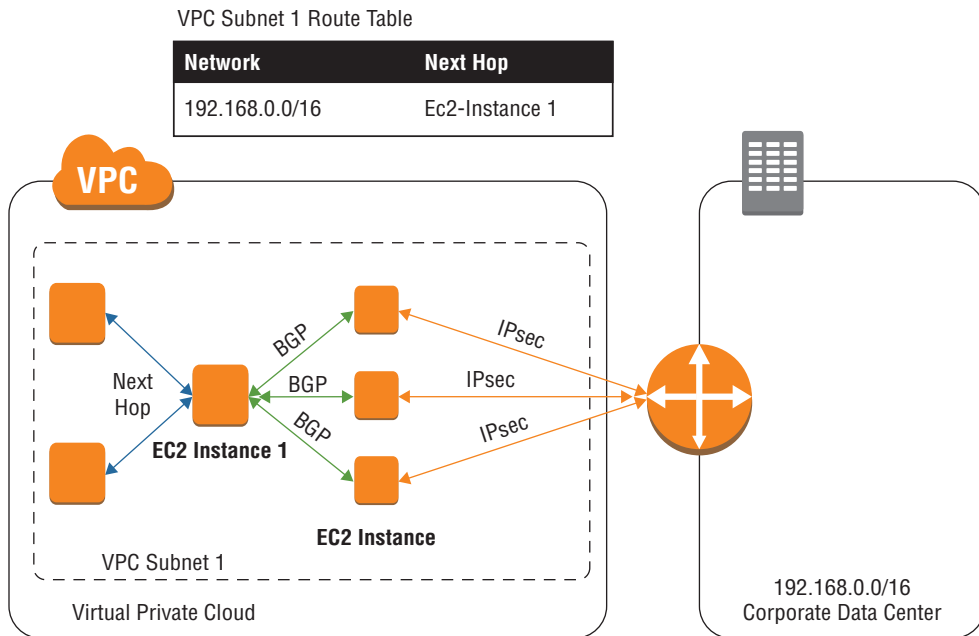 VPC Subnet 1 Route Table
Network Next Hop
192.168.0.0/16 Ec2-Instance 1
VPC
Next
Hop
EC2 Instance 1
BGP
BGP
BGP
EC2 Instance
IPsec
IPsec
IPsec
VPC Subnet 1
Virtual Private Cloud
192.168.0.0/16
Corporate Data Center